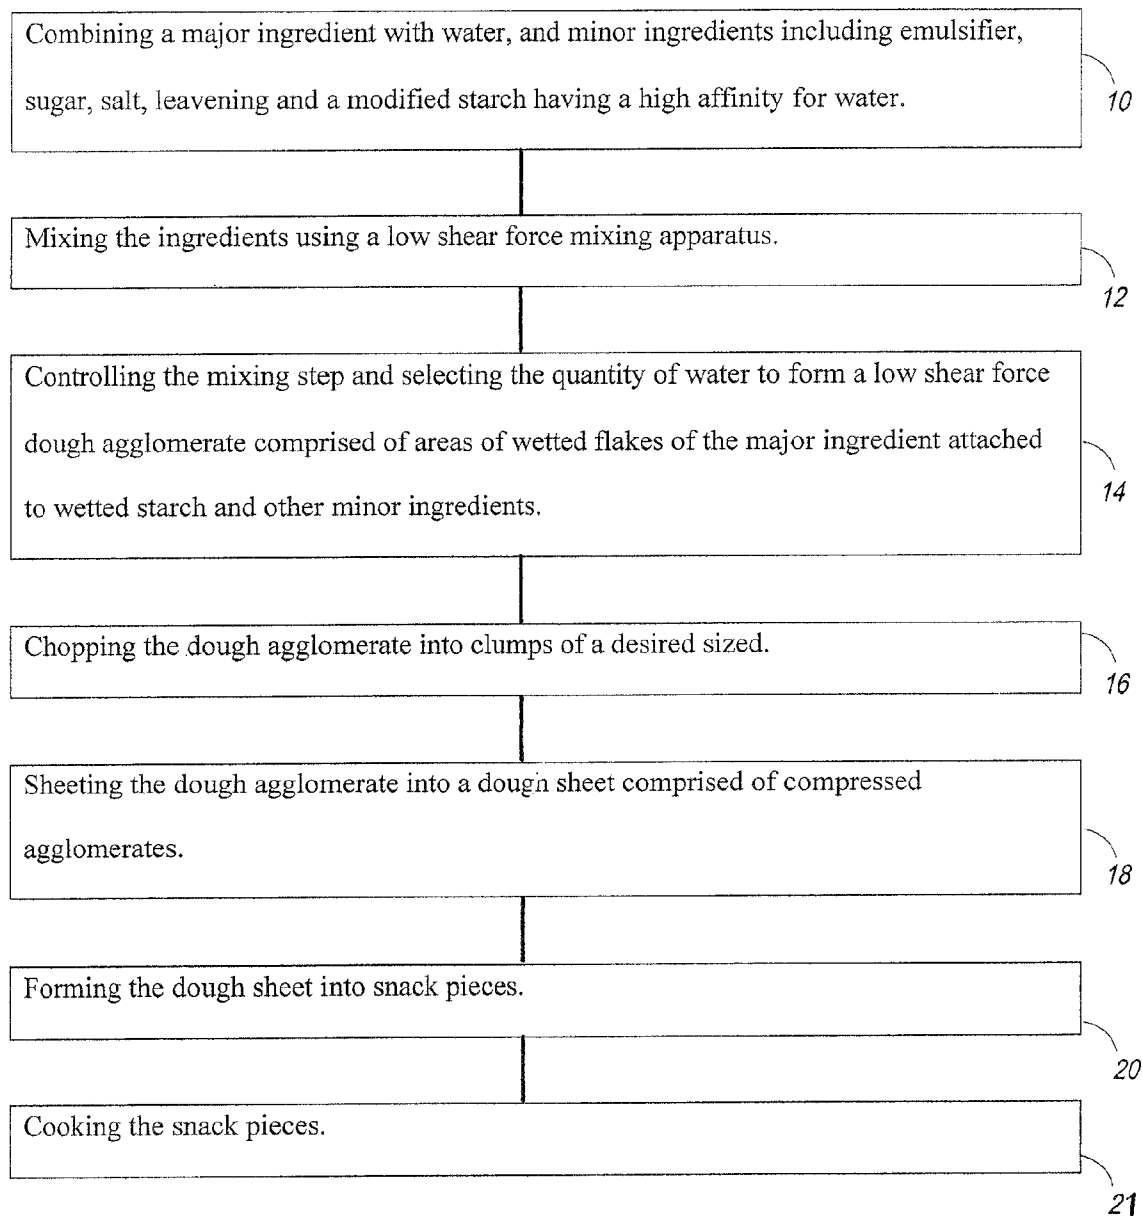 Combining a major ingredient with water, and minor ingredients including emulsifier,
sugar, salt, leavening and a modified starch having a high affinity for water.
10
Mixing the ingredients using a low shear force mixing apparatus.
12
Controlling the mixing step and selecting the quantity of water to form a low shear force
dough agglomerate comprised of areas of wetted flakes of the major ingredient attached
to wetted starch and other minor ingredients.
14
Chopping the dough agglomerate into clumps of a desired sized.
16
Sheeting the dough agglomerate into a dough sheet comprised of compressed
agglomerates.
18
Forming the dough sheet into snack pieces.
20
Cooking the snack pieces.
21